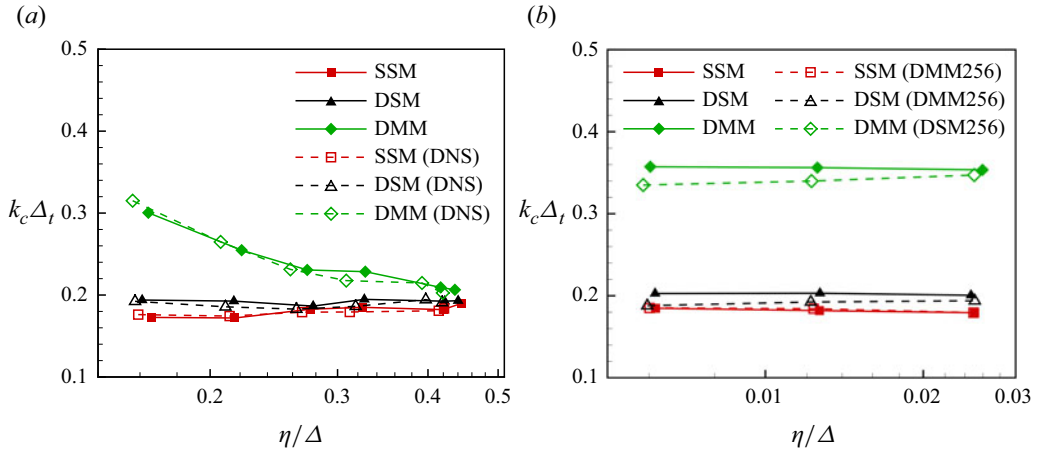 (a)
0.5
0.4
0.3
0.2
0.1
k_cΔ_t
SSM
DSM
DMM
SSM (DNS)
DSM (DNS)
DMM (DNS)
0.2 0.3 0.4 0.5
η/Δ
(b)
0.5
0.4
0.3
0.2
0.1
k_cΔ_t
SSM SSM (DMM256)
DSM DSM (DMM256)
DMM DMM (DSM256)
0.01 0.02 0.03
η/Δ